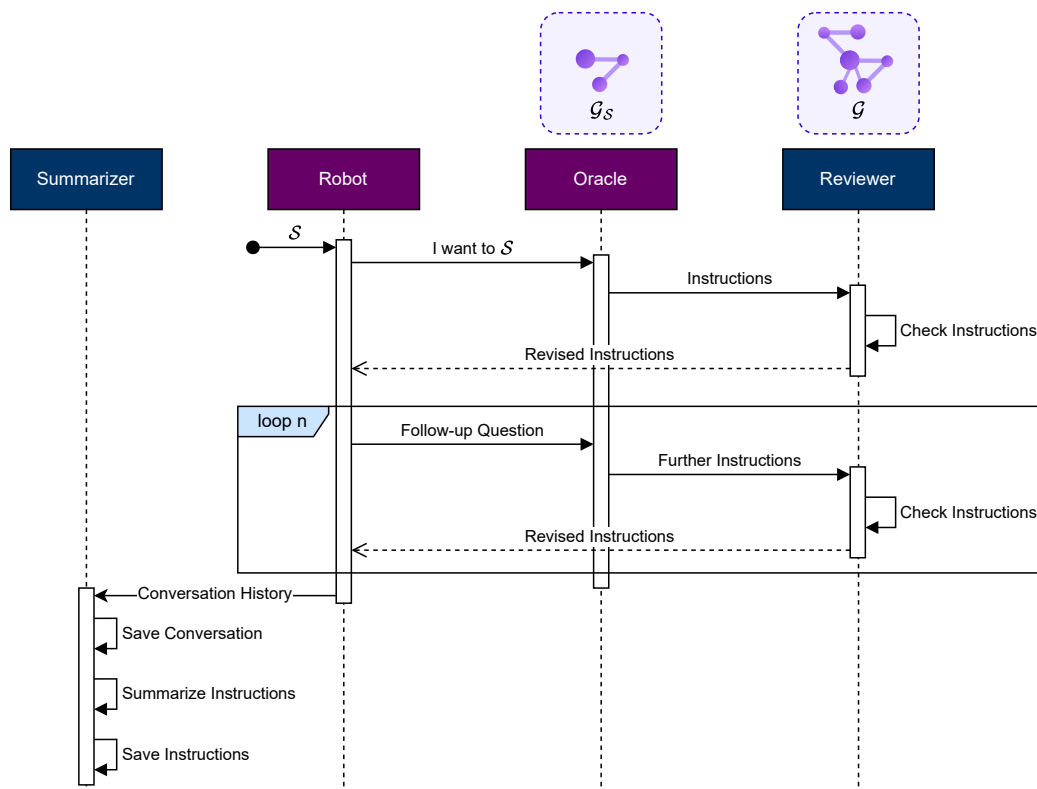 𝒢𝒮
𝒢
Summarizer
Robot
Oracle
Reviewer
𝒮
I want to 𝒮
Instructions
Check Instructions
Revised Instructions
loop n
Follow-up Question
Further Instructions
Check Instructions
Revised Instructions
Conversation History
Save Conversation
Summarize Instructions
Save Instructions